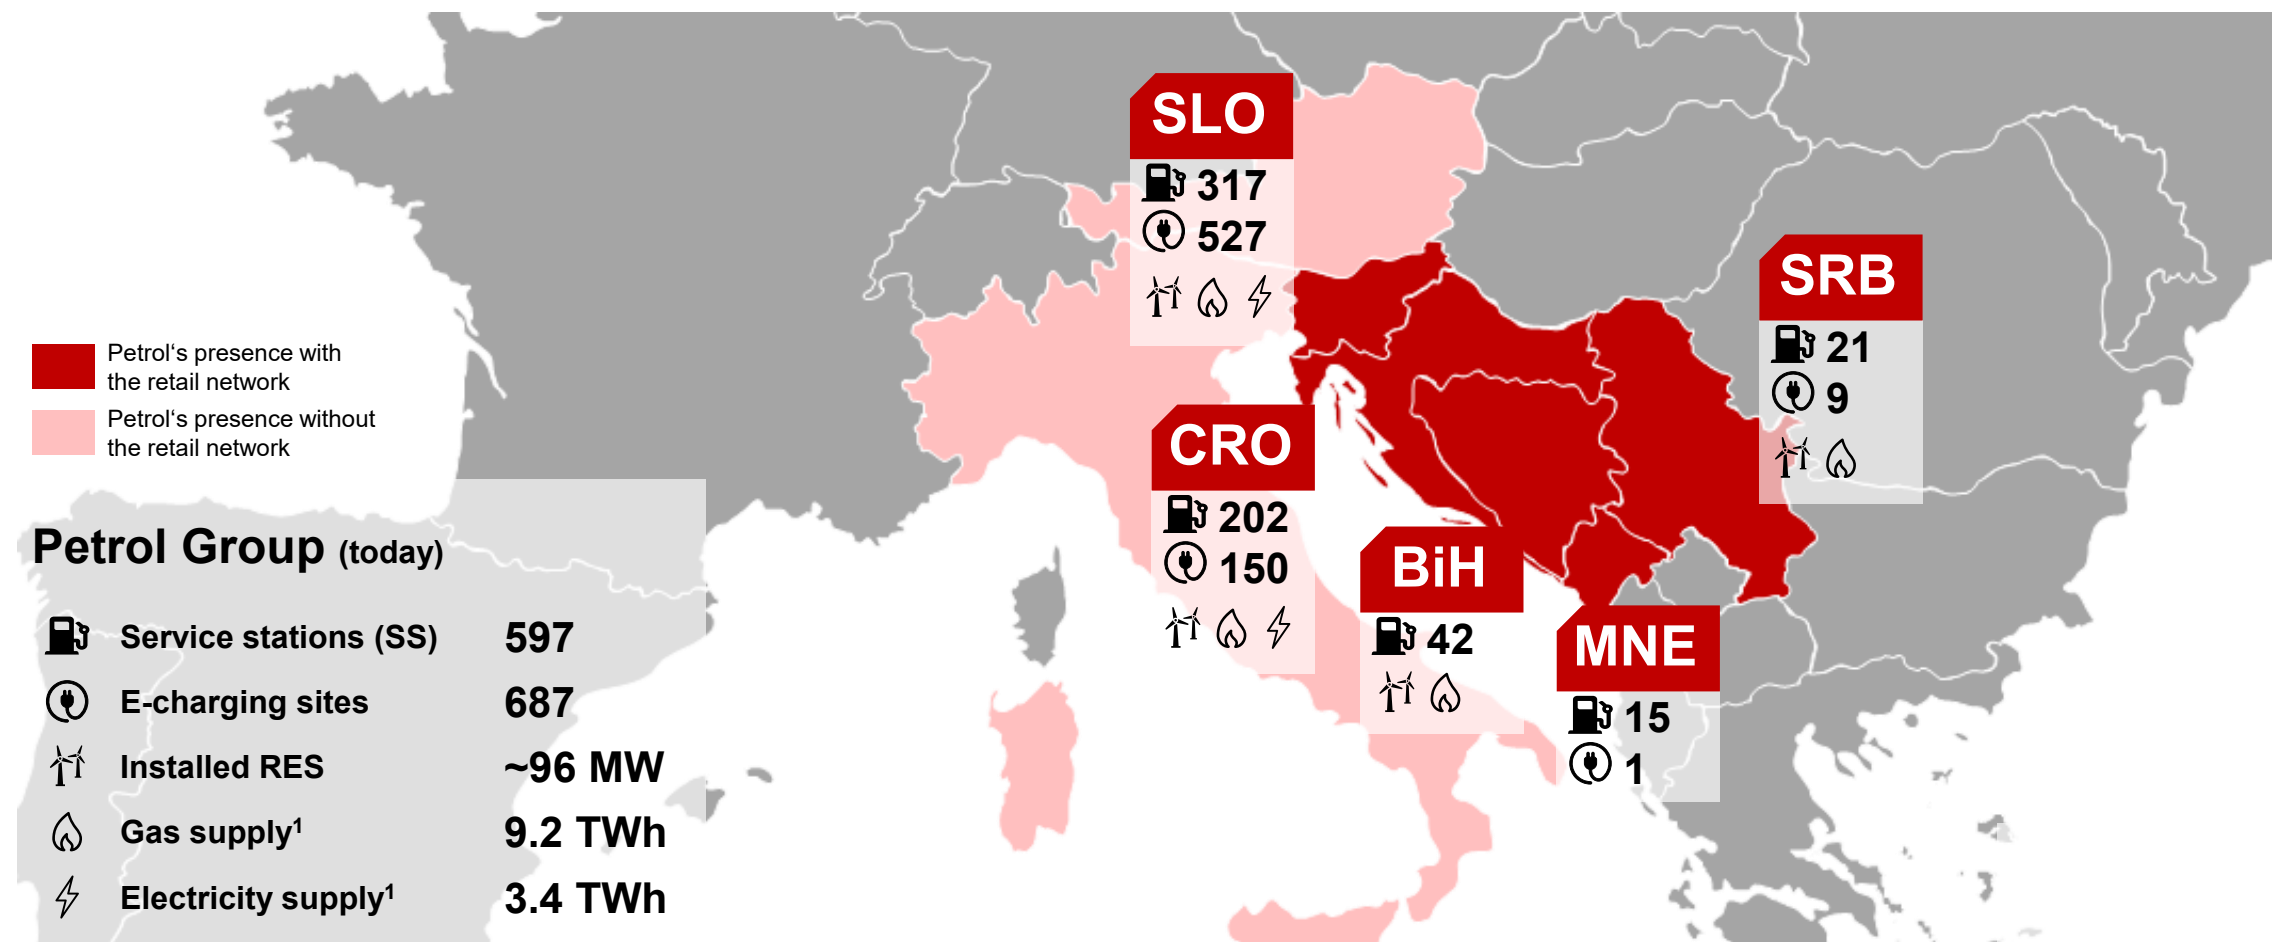 SLO
317
527
SRB
21
9
Petrol‘s presence with
the retail network
Petrol‘s presence without
the retail network
CRO
202
150
BiH
42
MNE
15
1
Petrol Group (today)
Service stations (SS) 597
E-charging sites 687
Installed RES ~96 MW
Gas supply¹ 9.2 TWh
Electricity supply¹ 3.4 TWh